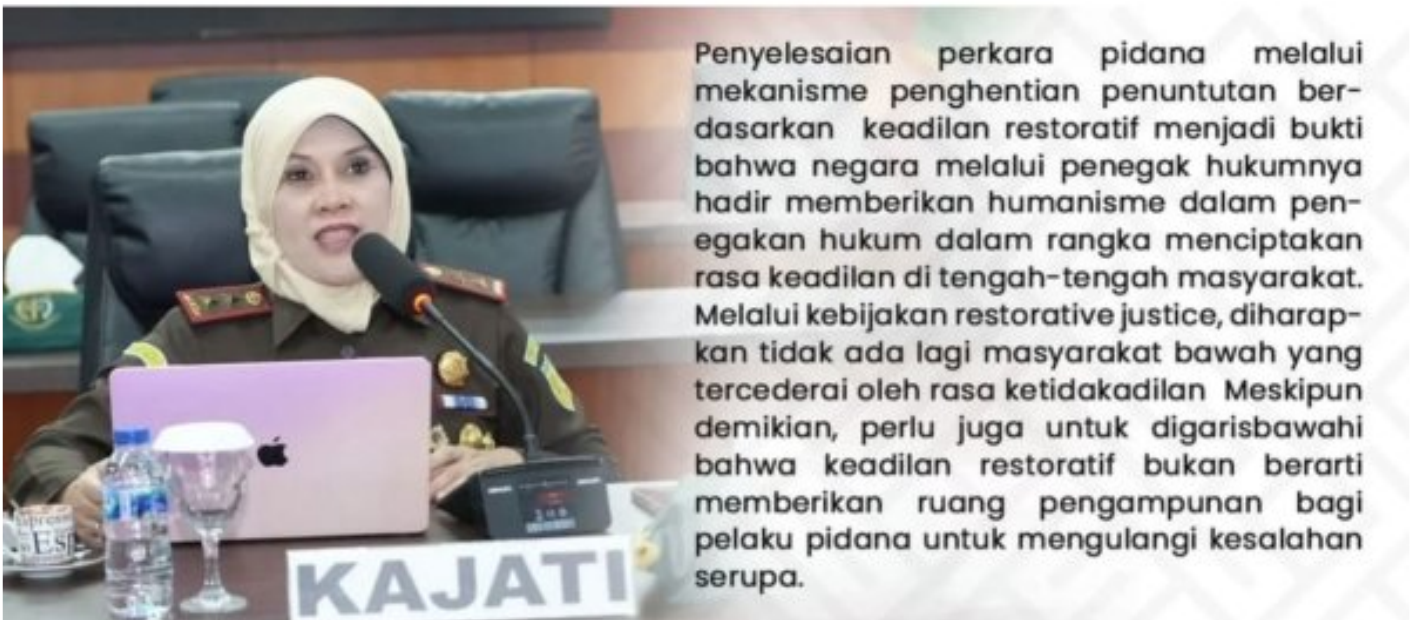 Penyelesaian perkara pidana melalui
mekanisme penghentian penuntutan ber-
dasarkan keadilan restoratif menjadi bukti
bahwa negara melalui penegak hukumnya
hadir memberikan humanisme dalam pen-
egakan hukum dalam rangka menciptakan
rasa keadilan di tengah-tengah masyarakat.
Melalui kebijakan restorative justice, diharap-
kan tidak ada lagi masyarakat bawah yang
tercederai oleh rasa ketidakadilan Meskipun
demikian, perlu juga untuk digarisbawahi
bahwa keadilan restoratif bukan berarti
memberikan ruang pengampunan bagi
pelaku pidana untuk mengulangi kesalahan
serupa.
KAJATI